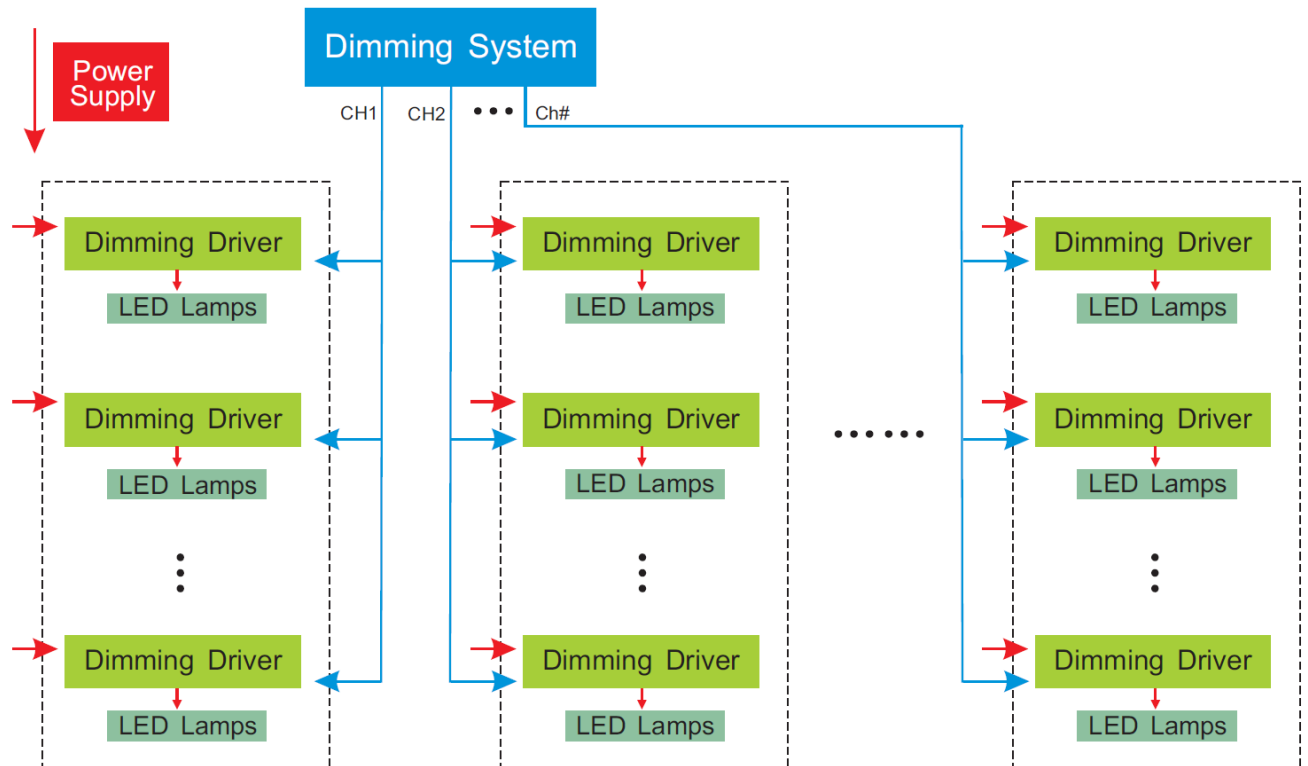 Dimming System
Power
Supply
CH1
CH2
Ch#
Dimming Driver
Dimming Driver
Dimming Driver
LED Lamps
LED Lamps
LED Lamps
Dimming Driver
Dimming Driver
Dimming Driver
LED Lamps
LED Lamps
LED Lamps
Dimming Driver
Dimming Driver
Dimming Driver
LED Lamps
LED Lamps
LED Lamps